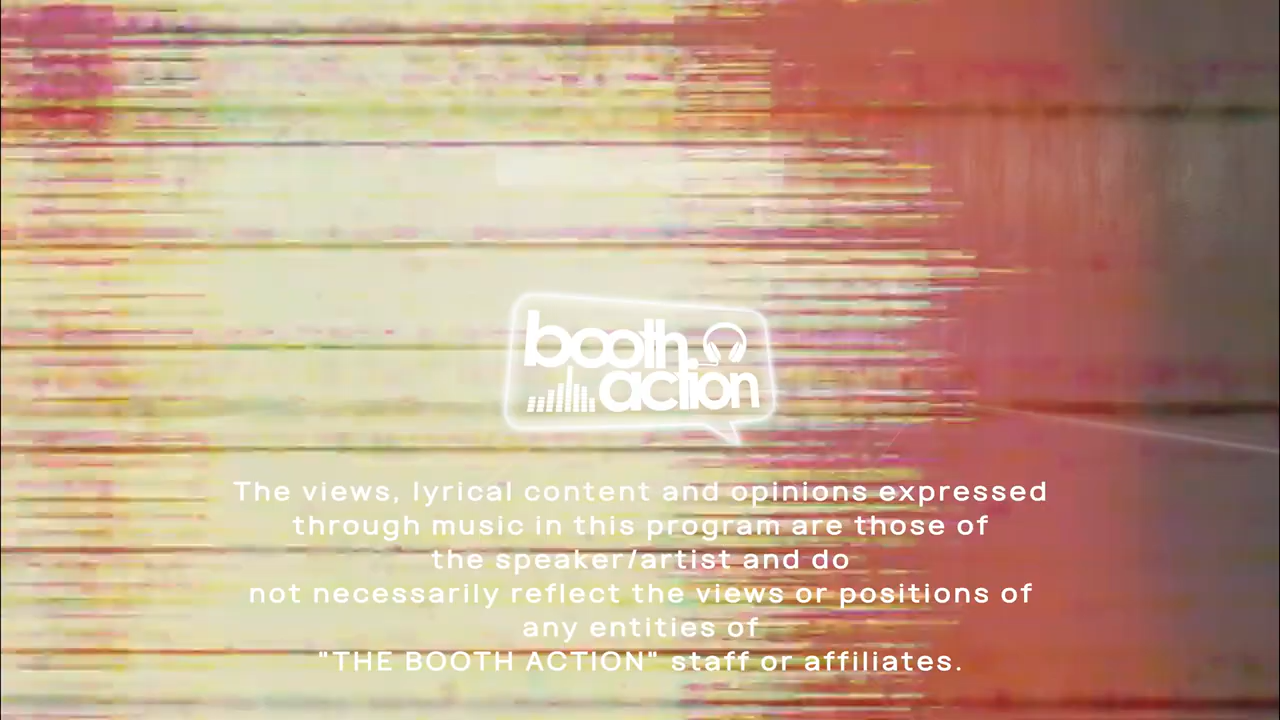 booth
action
The views, lyrical content and opinions expressed
through music in this program are those of
the speaker/artist and do
not necessarily reflect the views or positions of
any entities of
"THE BOOTH ACTION" staff or affiliates.